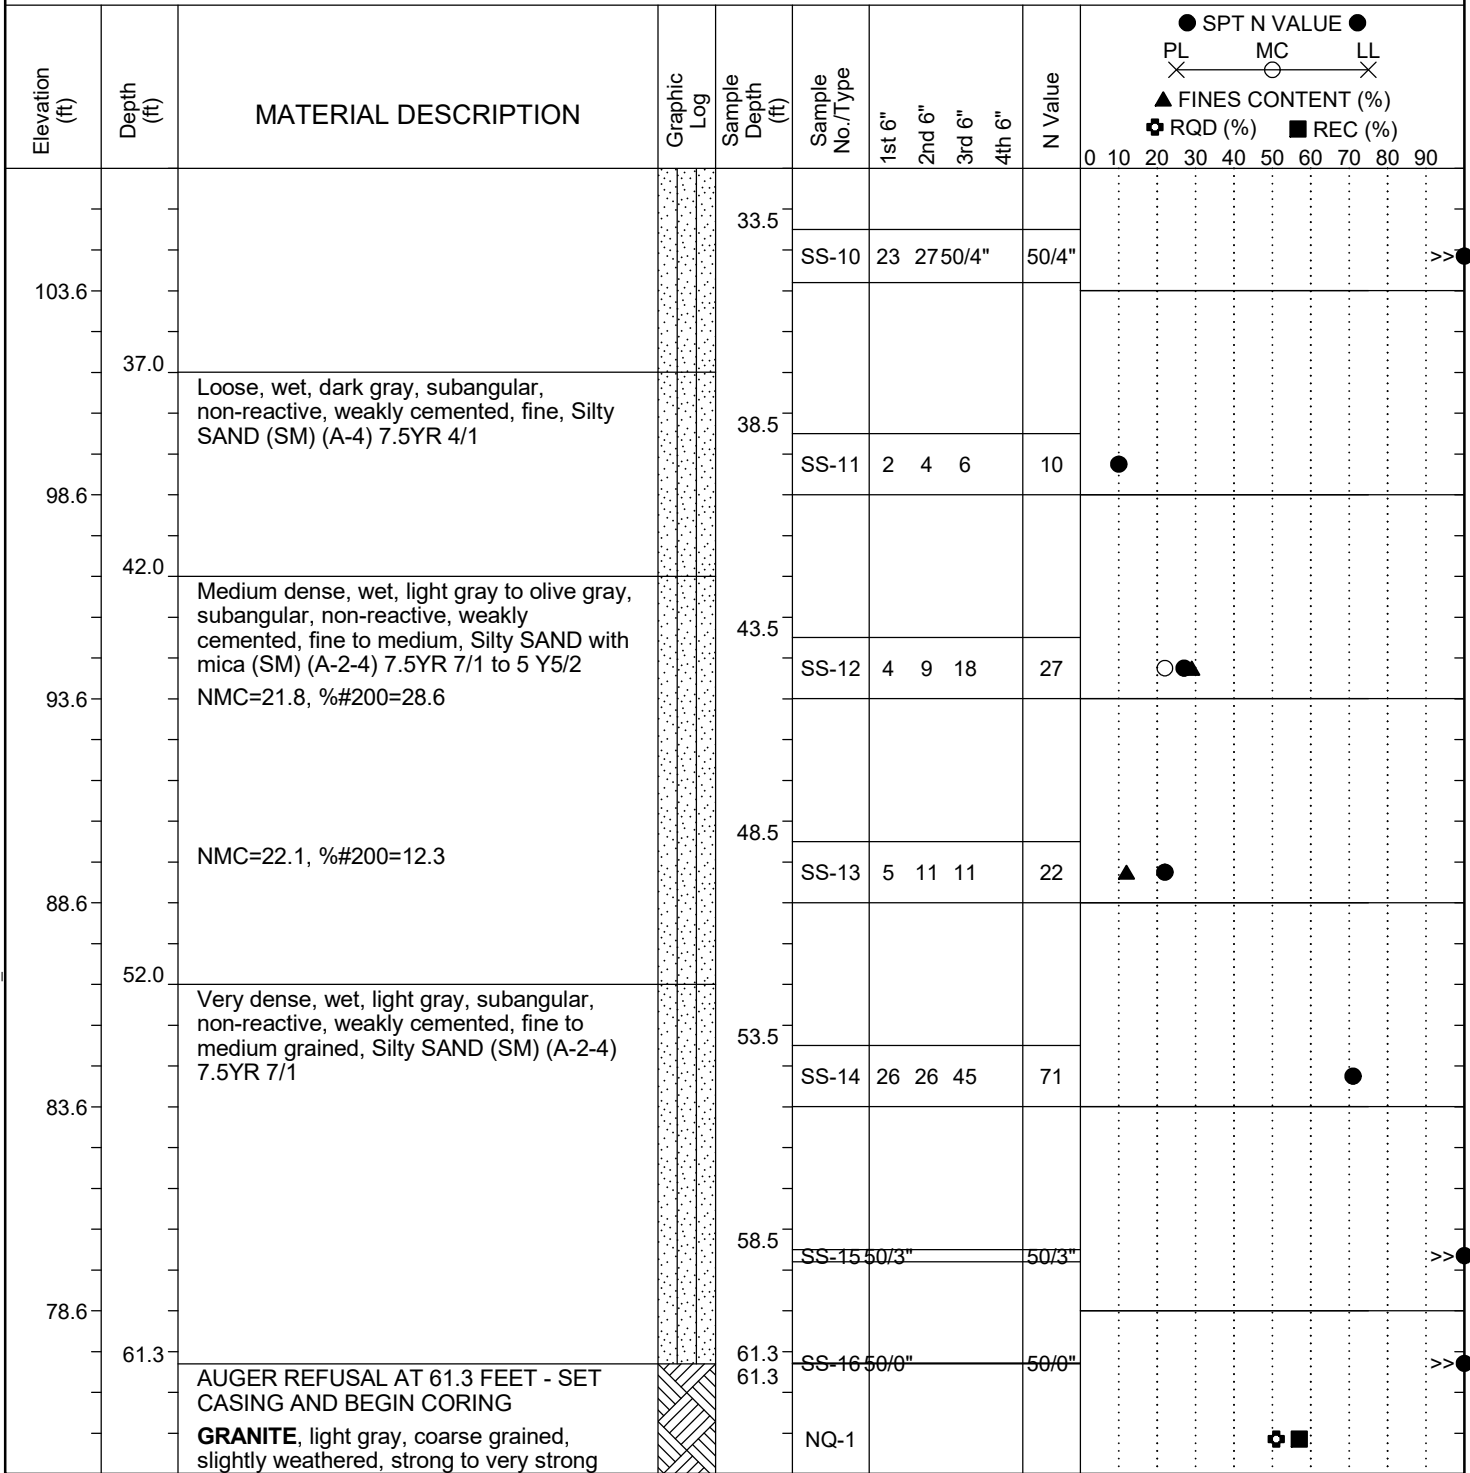 ● SPT N VALUE ●
PL MC LL
▲ FINES CONTENT (%)
RQD (%) ■ REC (%)
0 10 20 30 40 50 60 70 80 90
Elevation (ft)
Depth (ft)
MATERIAL DESCRIPTION
Graphic Log
Sample Depth (ft)
Sample No./Type
1st 6"
2nd 6"
3rd 6"
4th 6"
N Value
33.5
SS-10 23 27 50/4" 50/4" >>
103.6
37.0
Loose, wet, dark gray, subangular,
non-reactive, weakly cemented, fine, Silty
SAND (SM) (A-4) 7.5YR 4/1
38.5
SS-11 2 4 6 10
98.6
42.0
Medium dense, wet, light gray to olive gray,
subangular, non-reactive, weakly
cemented, fine to medium, Silty SAND with
mica (SM) (A-2-4) 7.5YR 7/1 to 5 Y5/2
43.5
SS-12 4 9 18 27
93.6
NMC=21.8, %#200=28.6
48.5
NMC=22.1, %#200=12.3
SS-13 5 11 11 22
88.6
52.0
Very dense, wet, light gray, subangular,
non-reactive, weakly cemented, fine to
medium grained, Silty SAND (SM) (A-2-4)
7.5YR 7/1
53.5
SS-14 26 26 45 71
83.6
58.5
SS-15 50/3" 50/3" >>
78.6
61.3
61.3
SS-16 50/0" 50/0" >>
61.3
AUGER REFUSAL AT 61.3 FEET - SET
CASING AND BEGIN CORING
GRANITE, light gray, coarse grained,
slightly weathered, strong to very strong
NQ-1